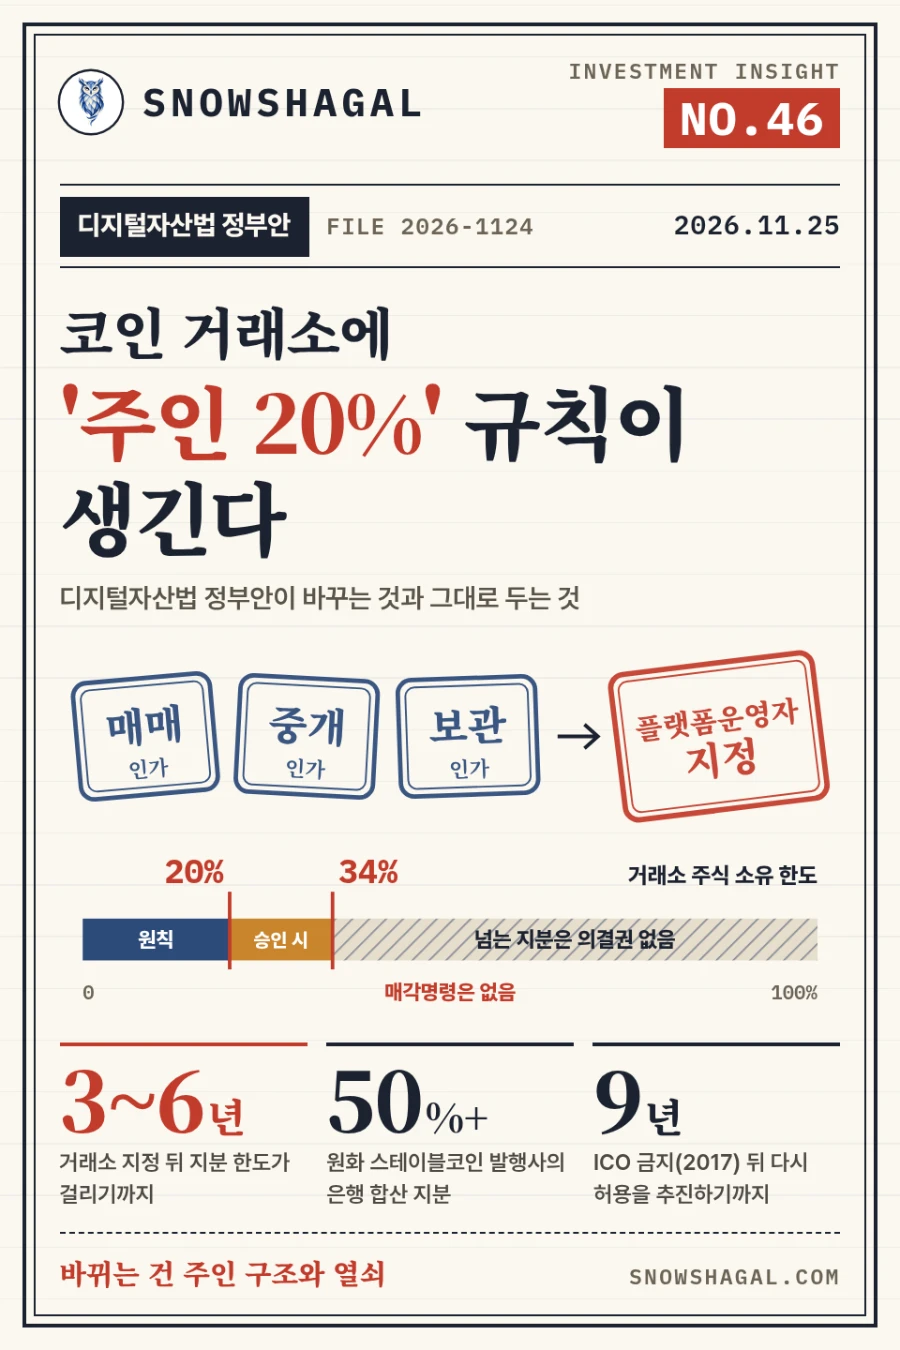 SNOWSHAGAL
INVESTMENT INSIGHT
NO.46
디지털자산법 정부안
FILE 2026-1124
2026.11.25
코인 거래소에
'주인 20%' 규칙이
생긴다
디지털자산법 정부안이 바꾸는 것과 그대로 두는 것
매매
인가
중개
인가
보관
인가
→
플랫폼운영자
지정
20%
34%
거래소 주식 소유 한도
원칙
승인 시
넘는 지분은 의결권 없음
0
매각명령은 없음
100%
3~6년
거래소 지정 뒤 지분 한도가
걸리기까지
50%+
원화 스테이블코인 발행사의
은행 합산 지분
9년
ICO 금지(2017) 뒤 다시
허용을 추진하기까지
바뀌는 건 주인 구조와 열쇠
SNOWSHAGAL.COM